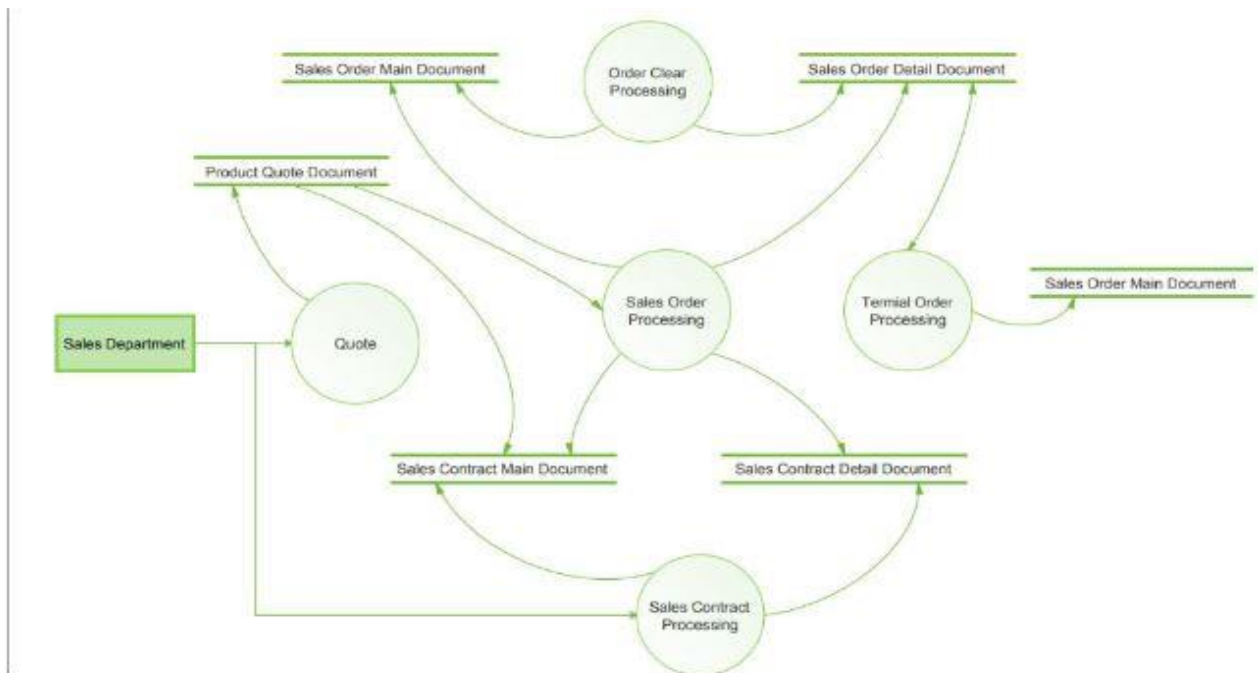 Sales Order Main Document
Order Clear
Processing
Sales Order Detail Document
Product Quote Document
Sales Order
Processing
Termial Order
Processing
Sales Order Main Document
Sales Department
Quote
Sales Contract Main Document
Sales Contract Detail Document
Sales Contract
Processing